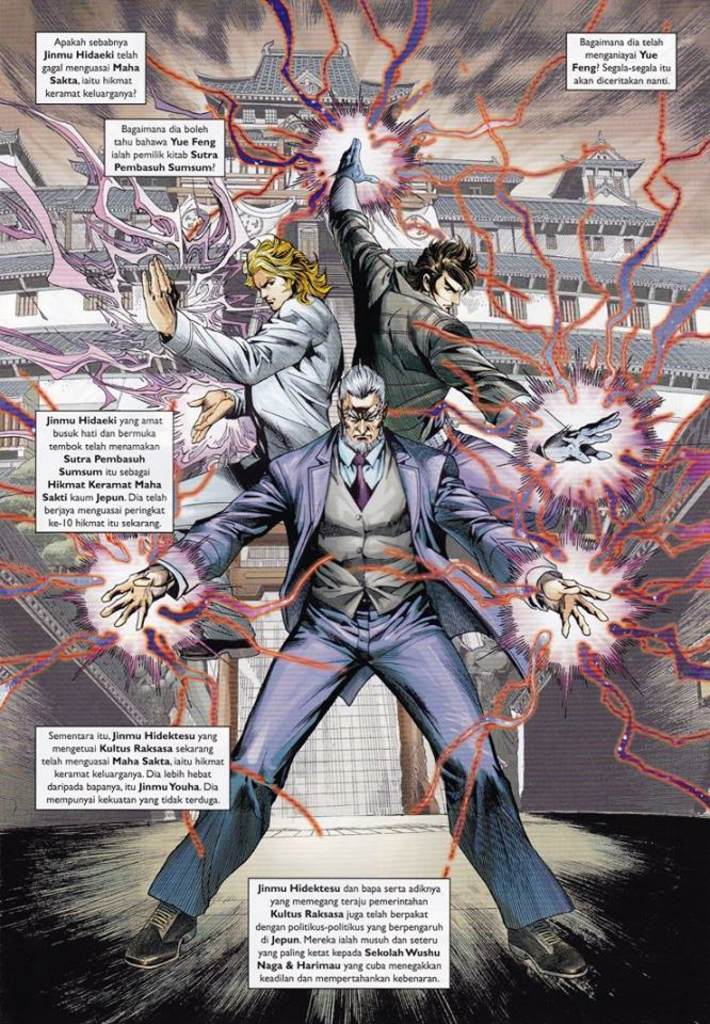 Apakah sebabnya
Jinmu Hidaeki telah
gagal menguasai Maha
Sakta, iaitu hikmat
keramat keluarganya?
Bagaimana dia telah
menganiayai Yue
Feng? Segala-segala itu
akan diceritakan nanti.
Bagaimana dia boleh
tahu bahawa Yue Feng
ialah pemilik kitab Sutra
Pembasuh Sumsum?
Jinmu Hidaeki yang amat
busuk hati dan bermuka
tembok telah menamakan
Sutra Pembasuh
Sumsum itu sebagai
Hikmat Keramat Maha
Sakti kaum Jepun. Dia telah
berjaya menguasai peringkat
ke-10 hikmat itu sekarang.
Sementara itu, Jinmu Hidektesu yang
mengetuai Kultus Raksasa sekarang
telah menguasai Maha Sakta, iaitu hikmat
keramat keluarganya. Dia lebih hebat
daripada bapanya, itu Jinmu Youha. Dia
mempunyai kekuatan yang tidak terduga.
Jinmu Hidektesu dan bapa serta adiknya
yang memegang teraju pemerintahan
Kultus Raksasa juga telah berpakat
dengan politikus-politikus yang berpengaruh
di Jepun. Mereka ialah musuh dan seteru
yang paling ketat kepada Sekolah Wushu
Naga & Harimau yang cuba menegakkan
keadilan dan mempertahankan kebenaran.